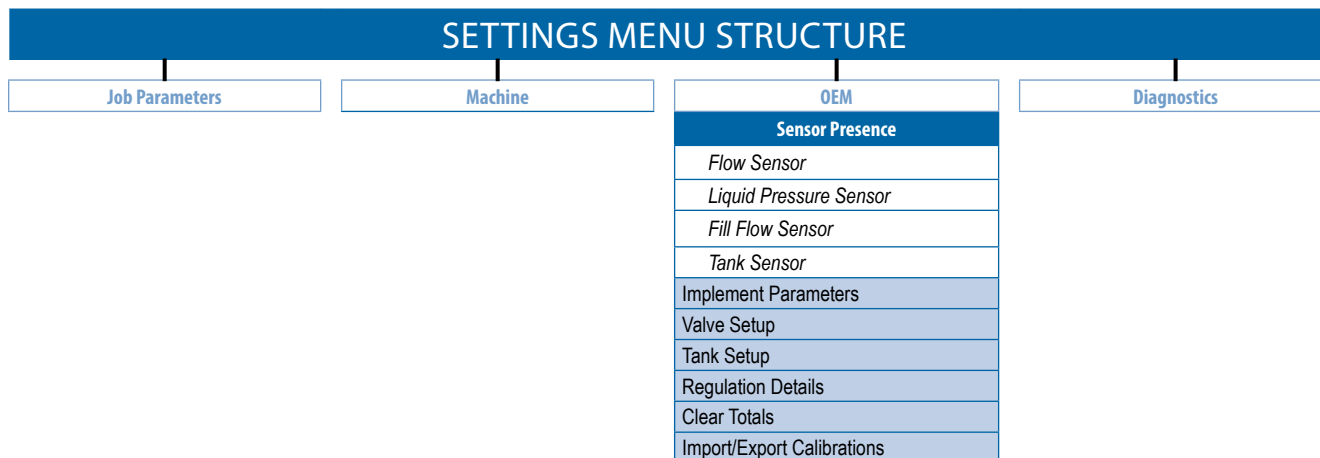 SETTINGS MENU STRUCTURE
Job Parameters
Machine
OEM
Diagnostics
Sensor Presence
Flow Sensor
Liquid Pressure Sensor
Fill Flow Sensor
Tank Sensor
Implement Parameters
Valve Setup
Tank Setup
Regulation Details
Clear Totals
Import/Export Calibrations